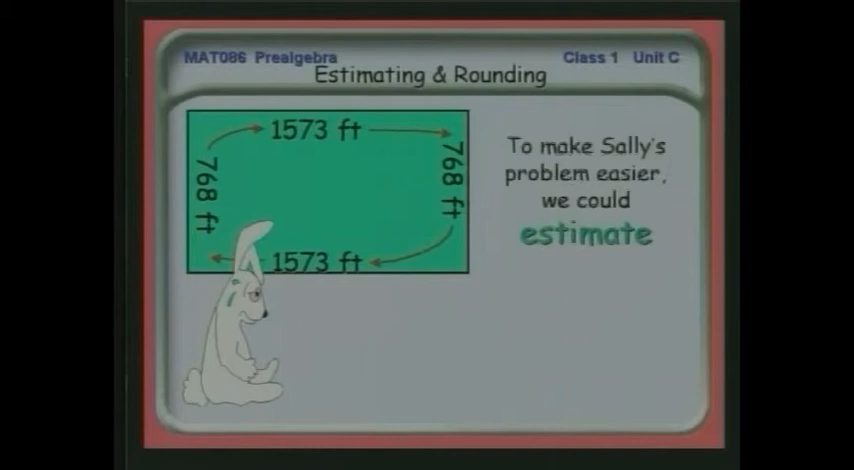 MAT086 Prealgebra
Class 1 Unit C
Estimating & Rounding
1573 ft
768 ft
768 ft
1573 ft
To make Sally's
problem easier,
we could
estimate